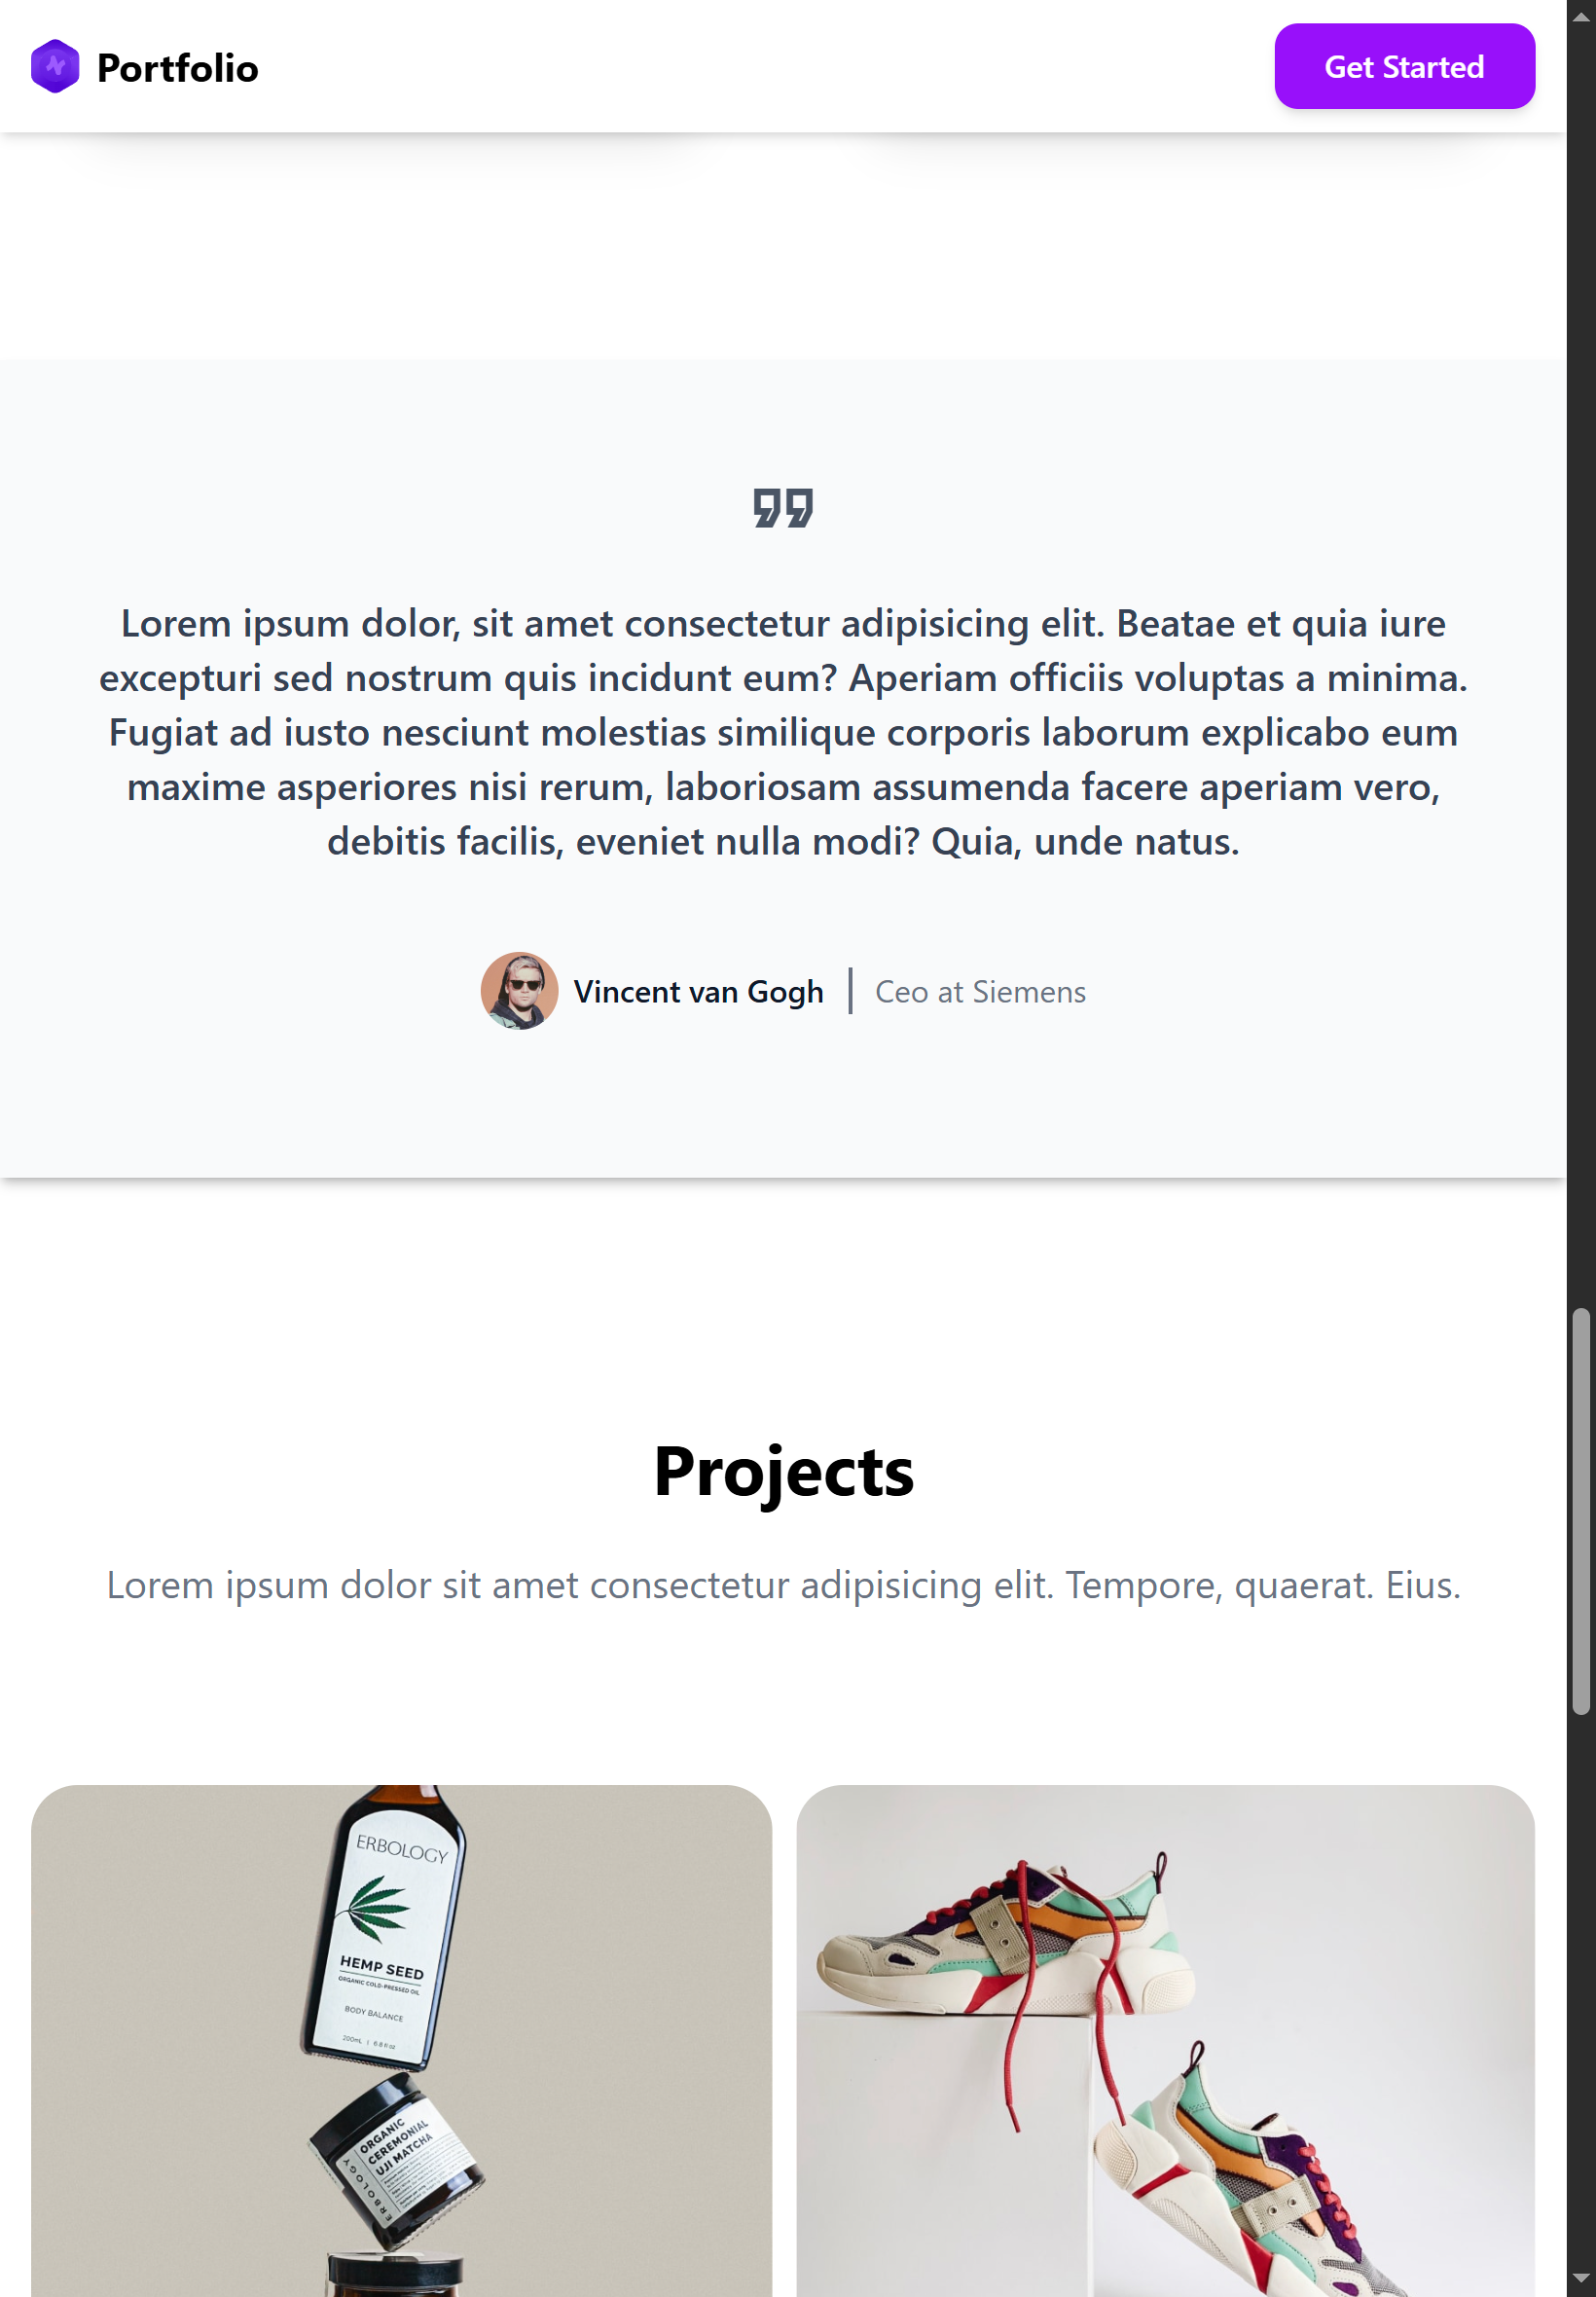 Portfolio
Get Started
Lorem ipsum dolor, sit amet consectetur adipisicing elit. Beatae et quia iure
excepturi sed nostrum quis incidunt eum? Aperiam officiis voluptas a minima.
Fugiat ad iusto nesciunt molestias similique corporis laborum explicabo eum
maxime asperiores nisi rerum, laboriosam assumenda facere aperiam vero,
debitis facilis, eveniet nulla modi? Quia, unde natus.
Vincent van Gogh
Ceo at Siemens
Projects
Lorem ipsum dolor sit amet consectetur adipisicing elit. Tempore, quaerat. Eius.
ERBOLOGY
HEMP SEED
ORGANIC COLD-PRESSED OIL
BODY BALANCE
200mL | 6.8 fl oz
ERBOLOGY
ORGANIC
CEREMONIAL
UJI MATCHA